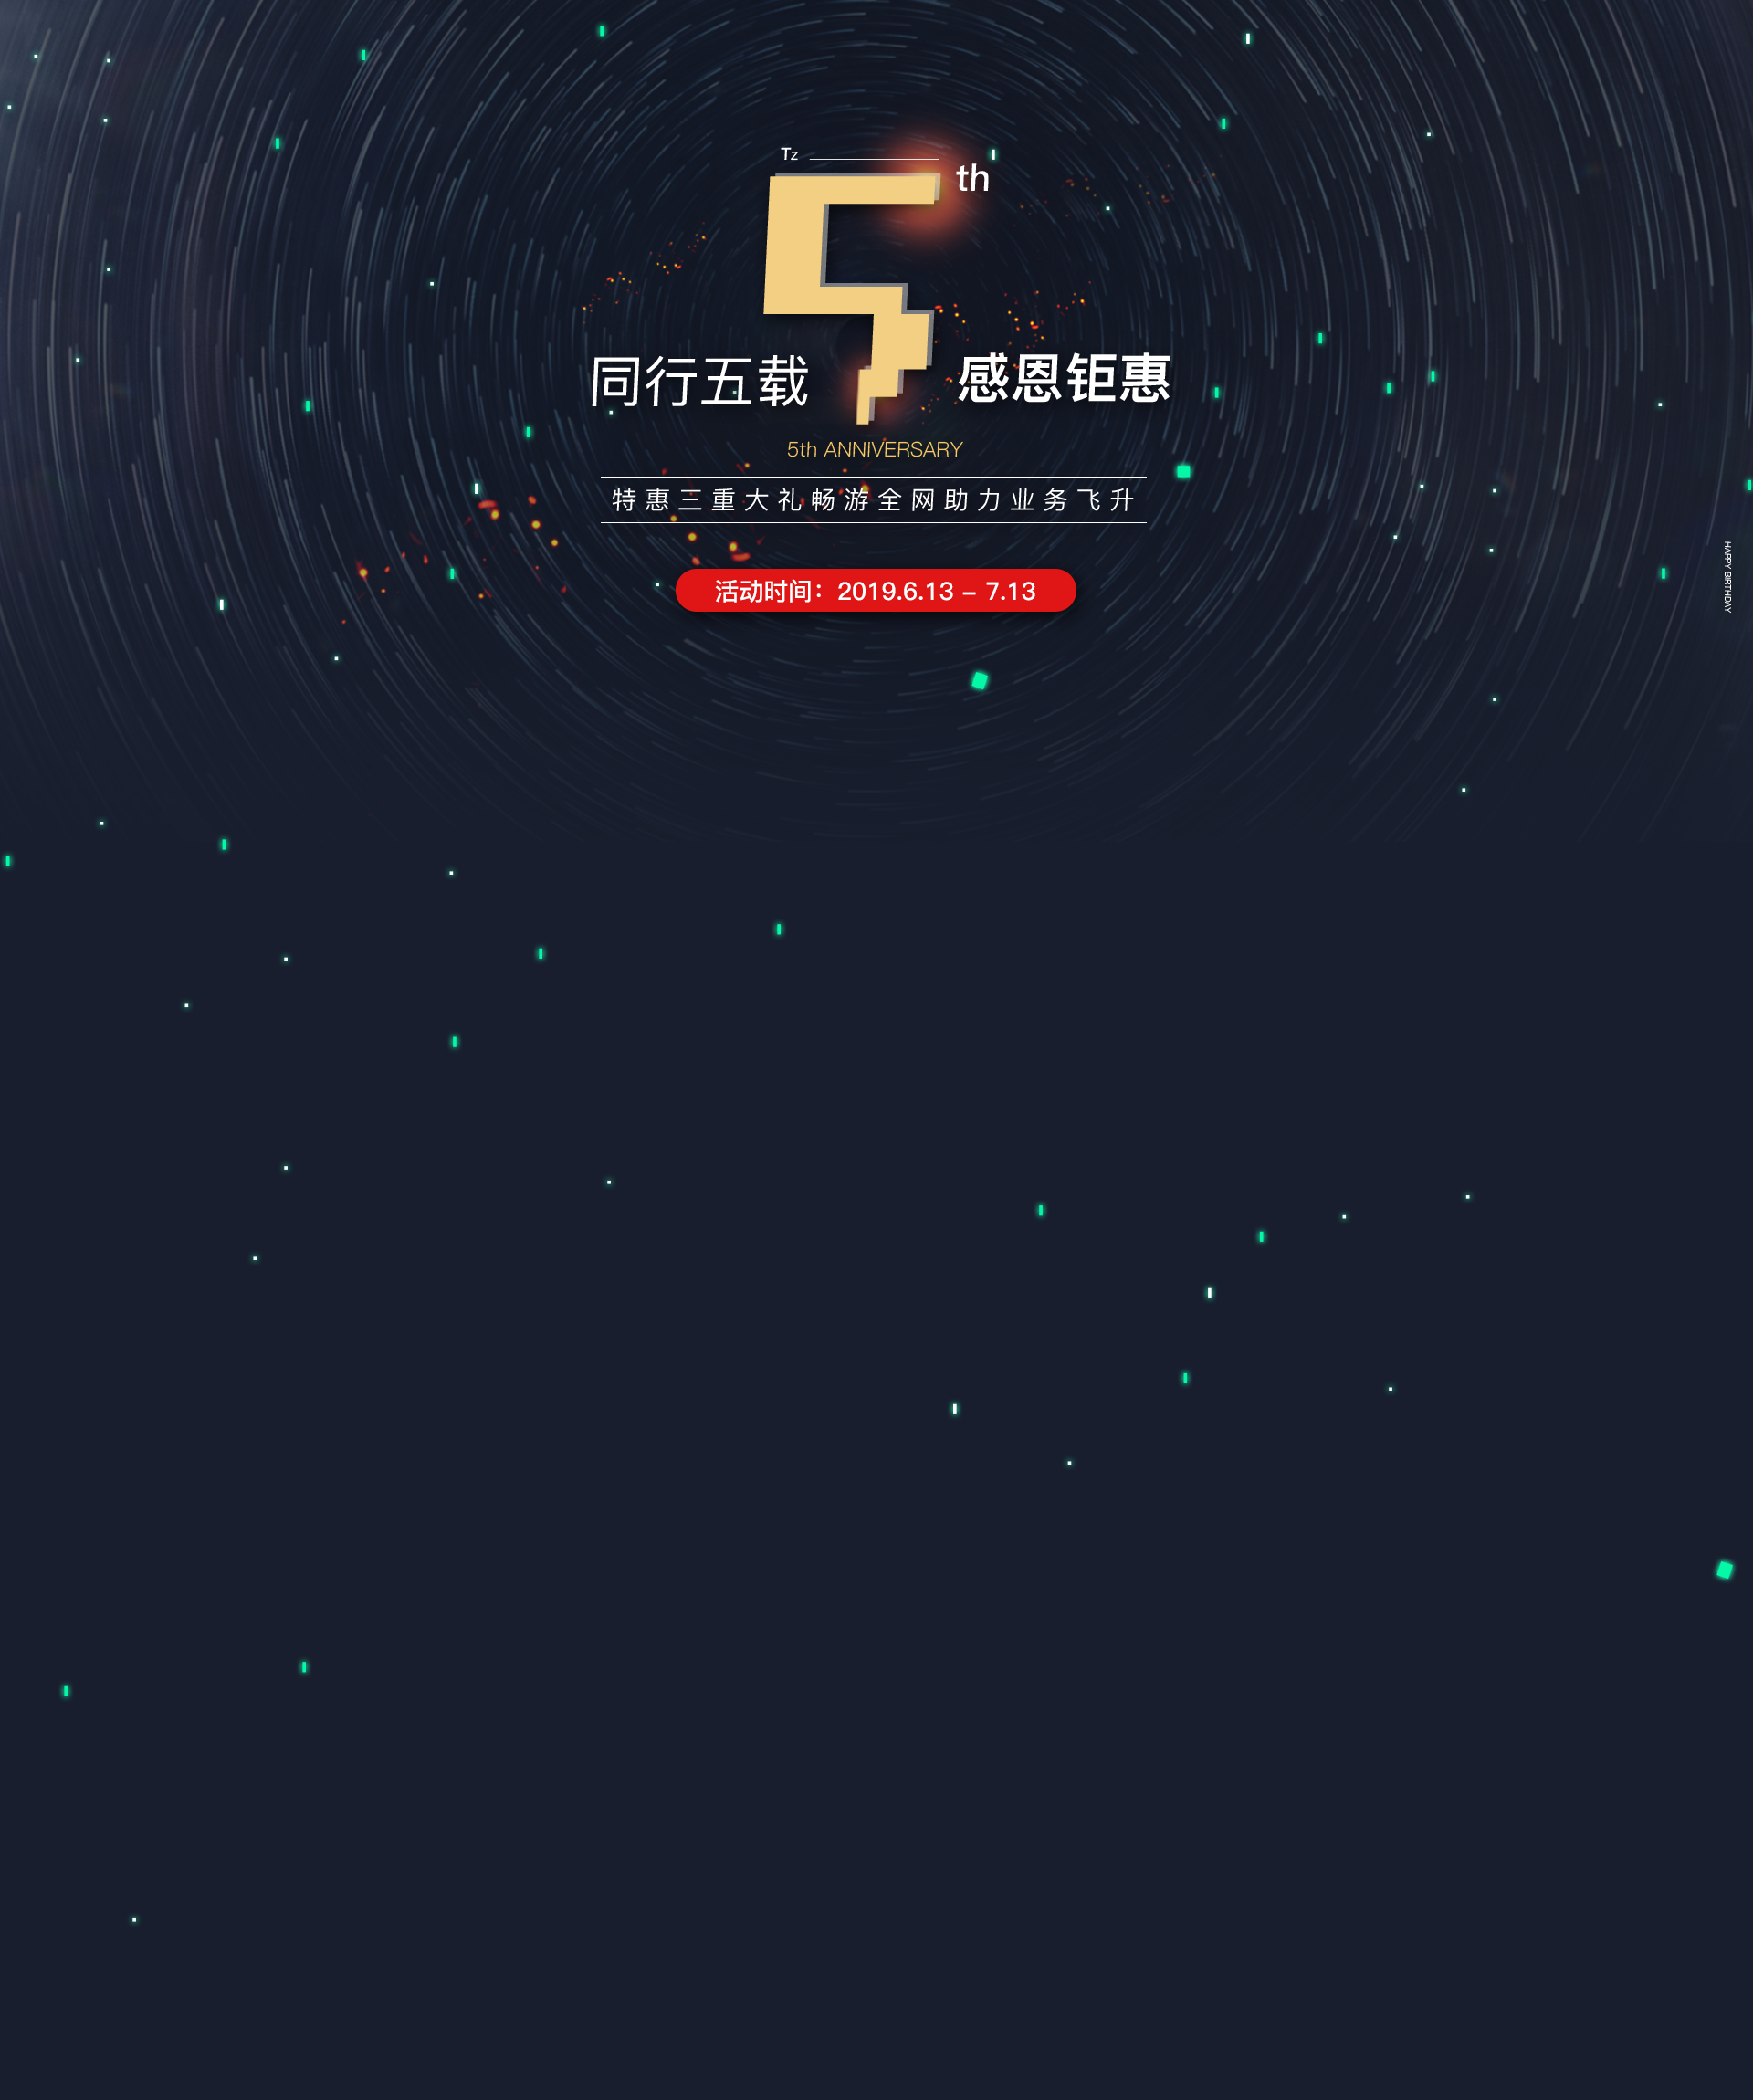 Tz
5th
同行五载
感恩钜惠
5th ANNIVERSARY
特惠三重大礼畅游全网助力业务飞升
活动时间：2019.6.13 – 7.13
HAPPY BIRTHDAY